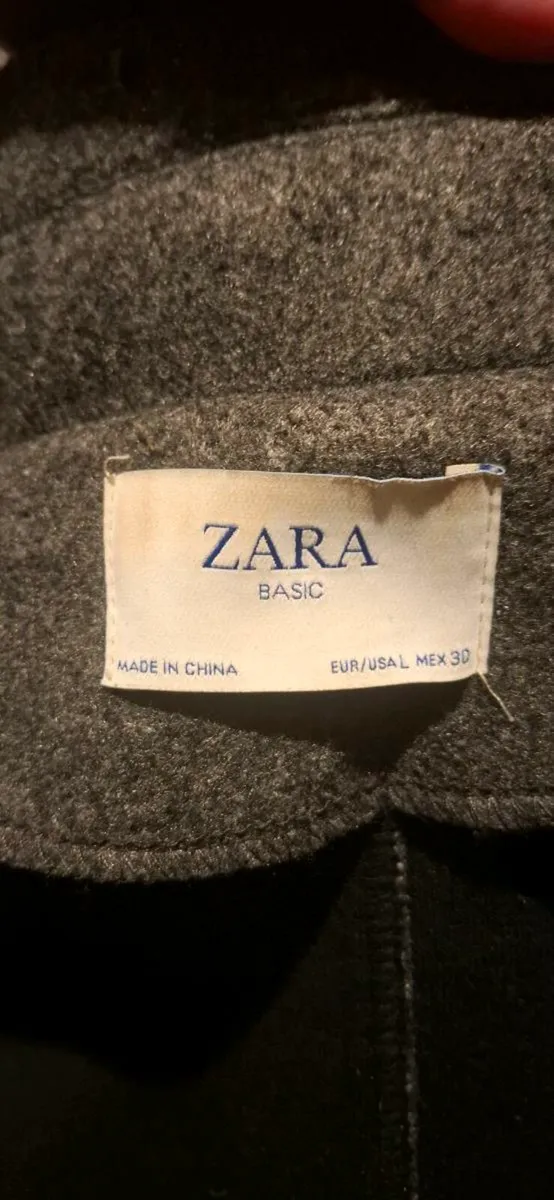 ZARA
BASIC
MADE IN CHINA EUR/USA L MEX 30